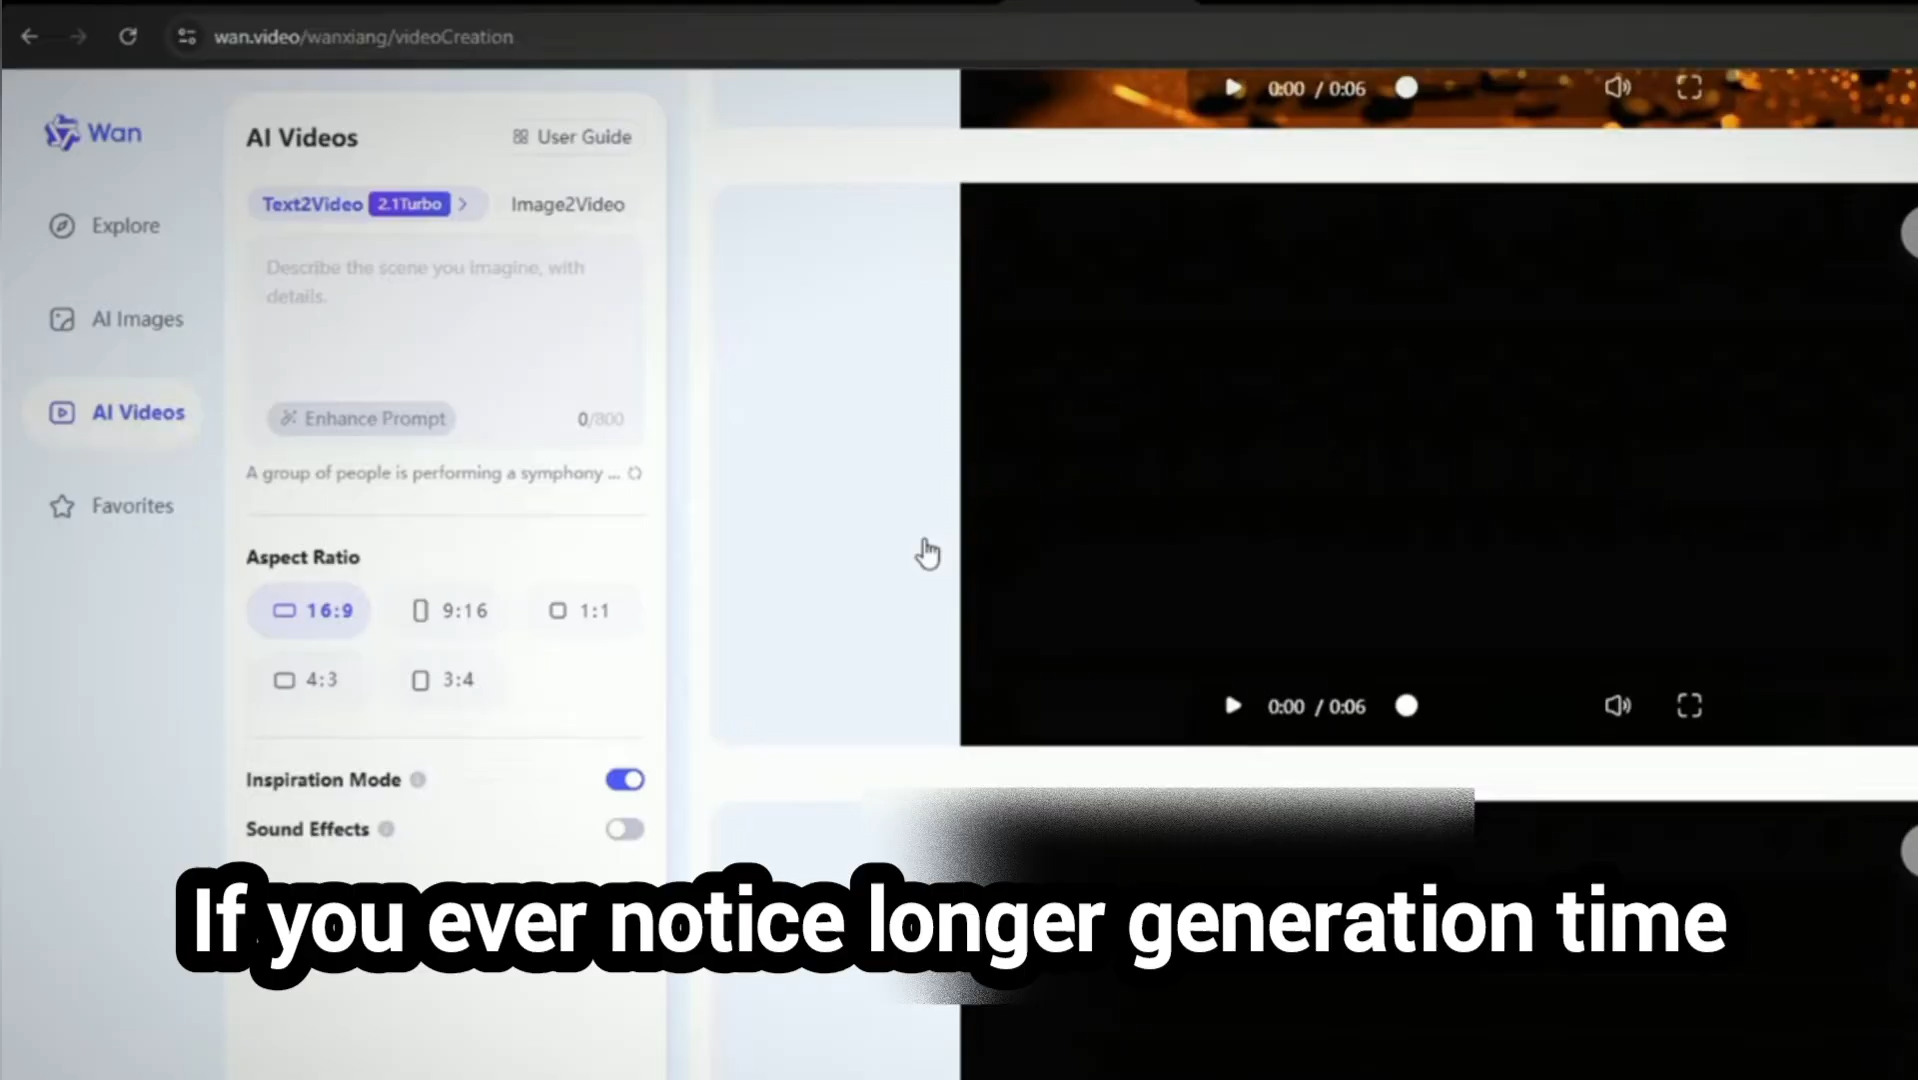 wan.video/wanxiang/videoCreation
Wan
Explore
AI Images
AI Videos
Favorites
AI Videos
User Guide
Text2Video 2.1Turbo
Image2Video
Describe the scene you imagine, with
details.
Enhance Prompt
0/800
A group of people is performing a symphony ...
Aspect Ratio
16:9
9:16
1:1
4:3
3:4
Inspiration Mode
Sound Effects
0:00 / 0:06
0:00 / 0:06
If you ever notice longer generation time